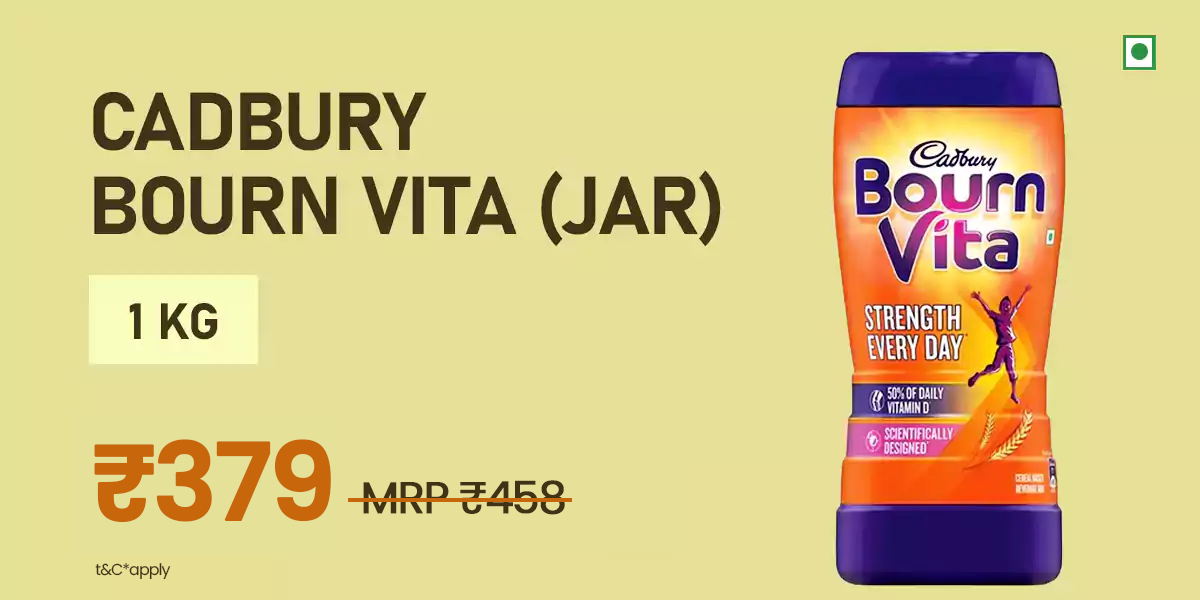 CADBURY
BOURN VITA (JAR)
1 KG
₹379 MRP ₹458
t&C*apply
Cadbury
Bourn
Vita
STRENGTH
EVERY DAY*
50% OF DAILY
VITAMIN D*
SCIENTIFICALLY
DESIGNED*